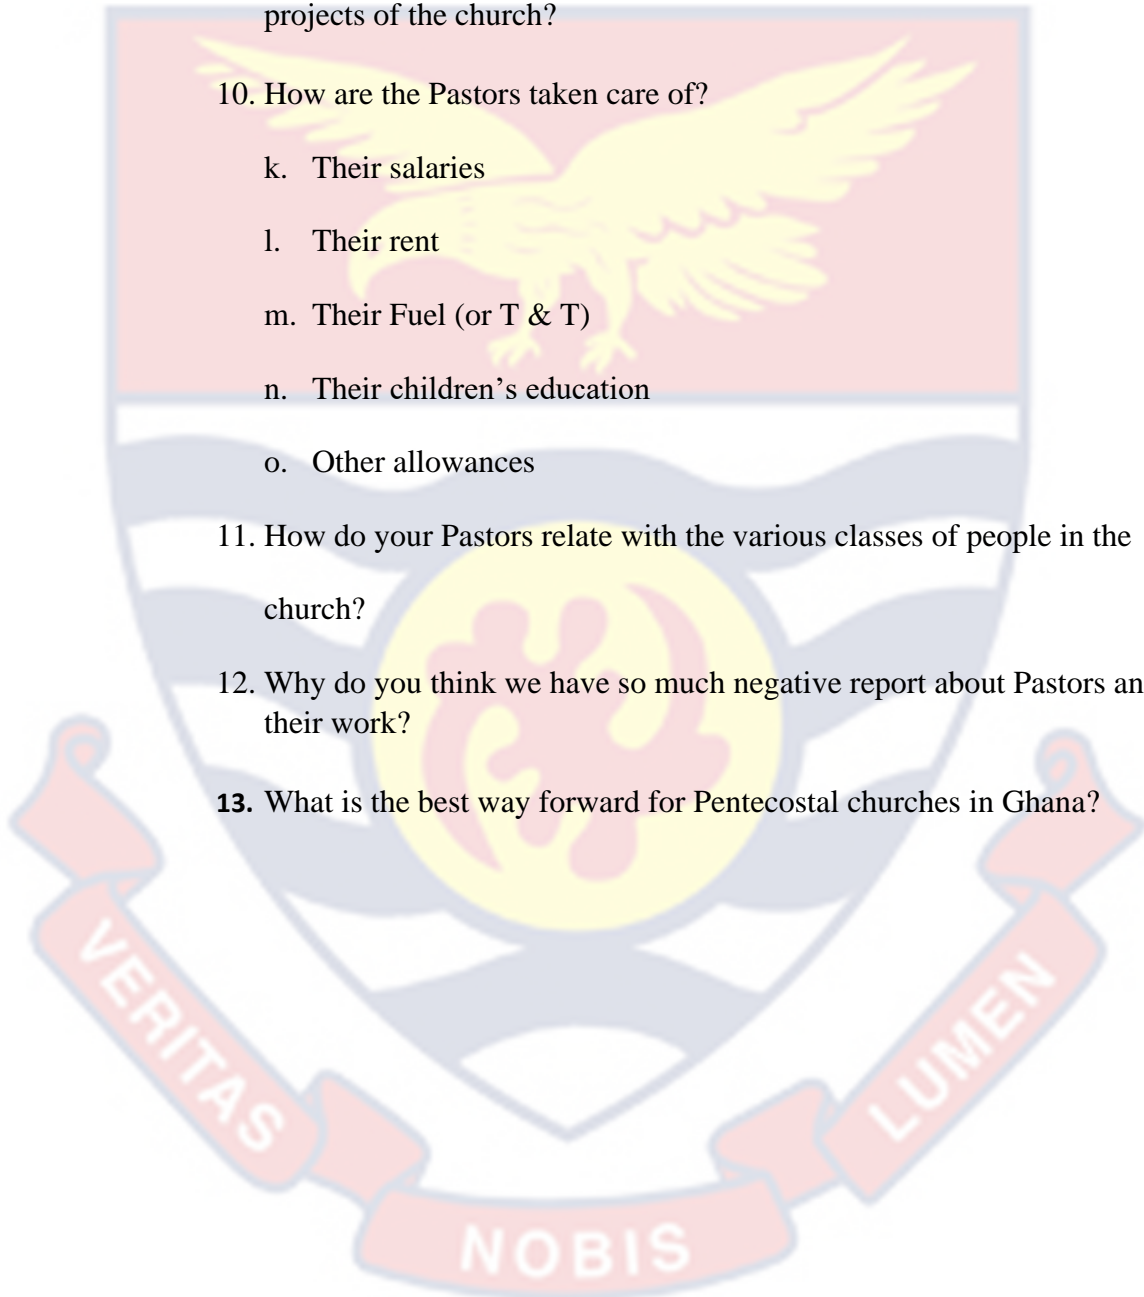 projects of the church?
10. How are the Pastors taken care of?
k. Their salaries
l. Their rent
m. Their Fuel (or T & T)
n. Their children’s education
o. Other allowances
11. How do your Pastors relate with the various classes of people in the
church?
12. Why do you think we have so much negative report about Pastors an
their work?
13. What is the best way forward for Pentecostal churches in Ghana?
VERITAS
NOBIS
LUMEN